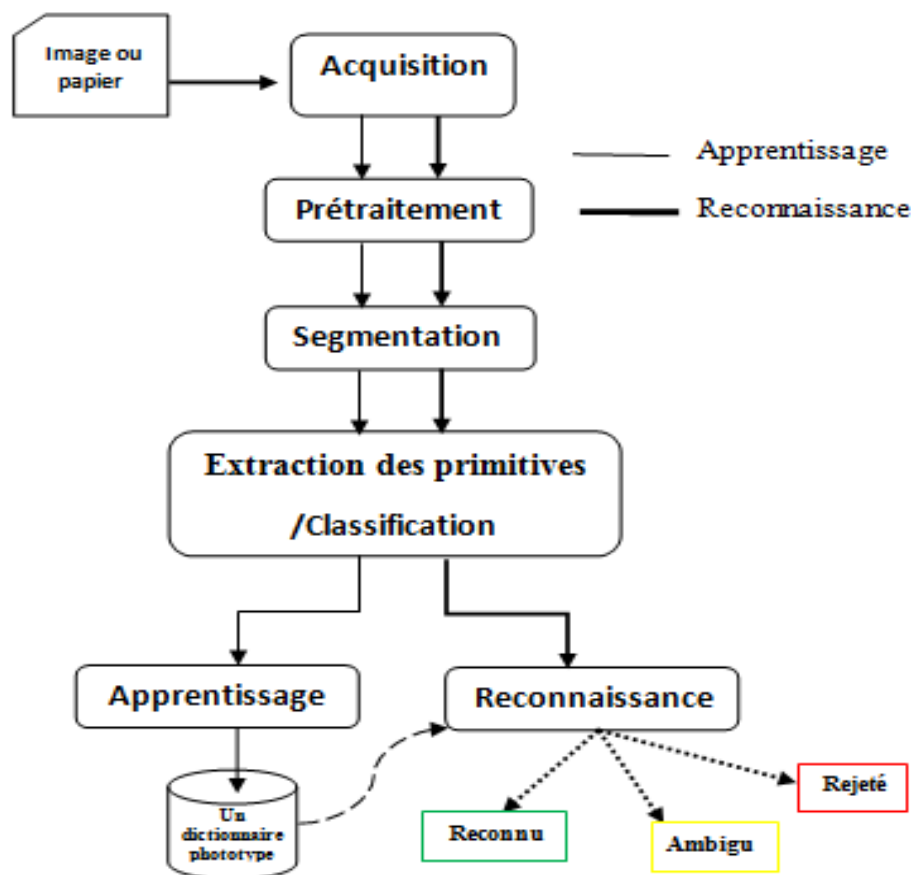 Image ou
papier
Acquisition
Apprentissage
Reconnaissance
Prétraitement
Segmentation
Extraction des primitives
/Classification
Apprentissage
Reconnaissance
Un
dictionnaire
phototype
Reconnu
Ambigu
Rejeté